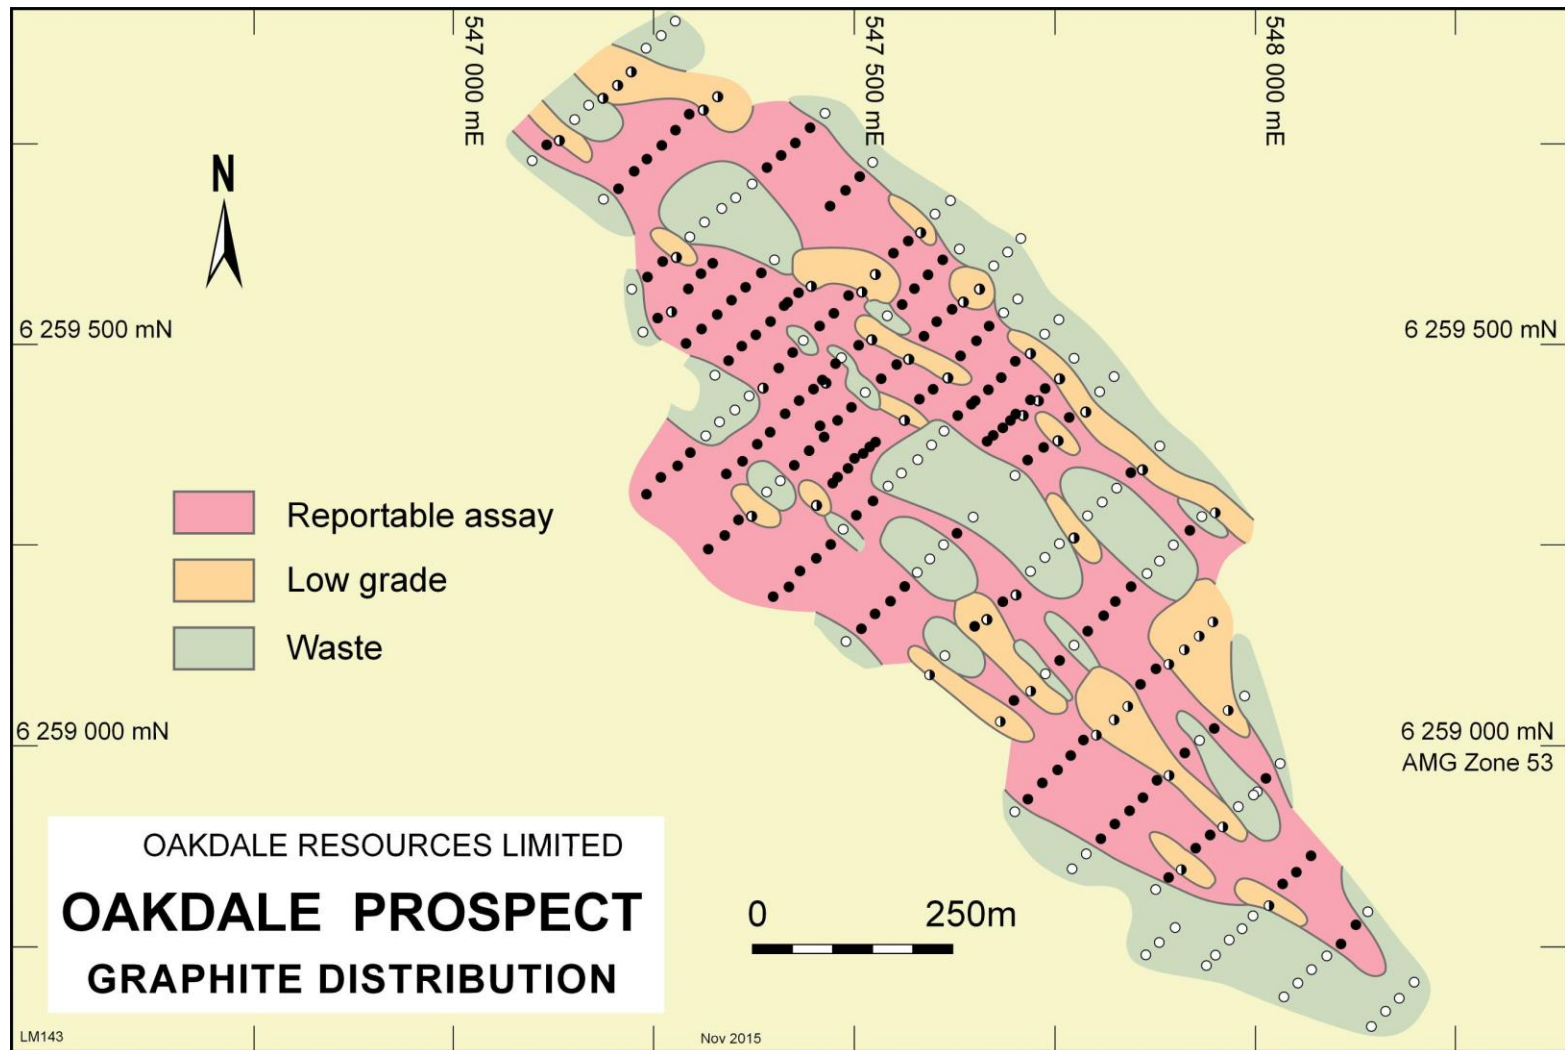 547 000 mE
547 500 mE
548 000 mE
N
6 259 500 mN
6 259 500 mN
Reportable assay
Low grade
Waste
6 259 000 mN
6 259 000 mN
AMG Zone 53
OAKDALE RESOURCES LIMITED
OAKDALE PROSPECT
GRAPHITE DISTRIBUTION
0 250m
LM143
Nov 2015